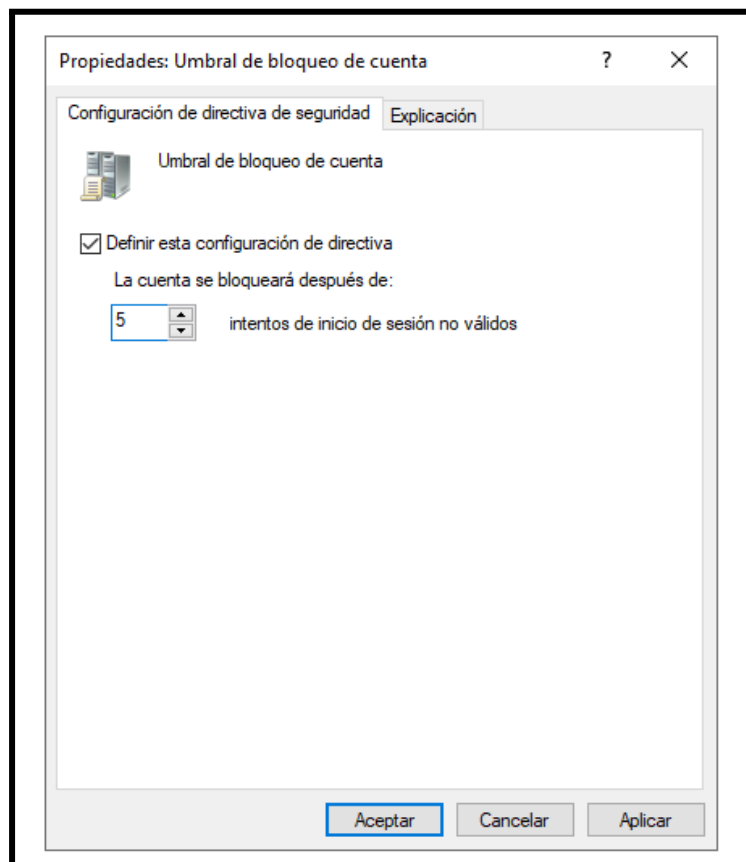 Propiedades: Umbral de bloqueo de cuenta
Configuración de directiva de seguridad Explicación
Umbral de bloqueo de cuenta
Definir esta configuración de directiva
La cuenta se bloqueará después de:
5 intentos de inicio de sesión no válidos
Aceptar Cancelar Aplicar